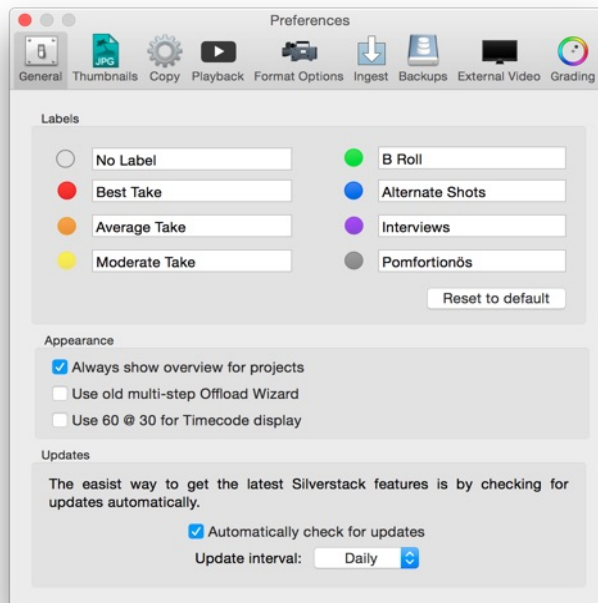 Preferences
General Thumbnails Copy Playback Format Options Ingest Backups External Video Grading
JPG
Labels
No Label
B Roll
Best Take
Alternate Shots
Average Take
Interviews
Moderate Take
Pomfortionös
Reset to default
Appearance
Always show overview for projects
Use old multi-step Offload Wizard
Use 60 @ 30 for Timecode display
Updates
The easist way to get the latest Silverstack features is by checking for
updates automatically.
Automatically check for updates
Update interval: Daily